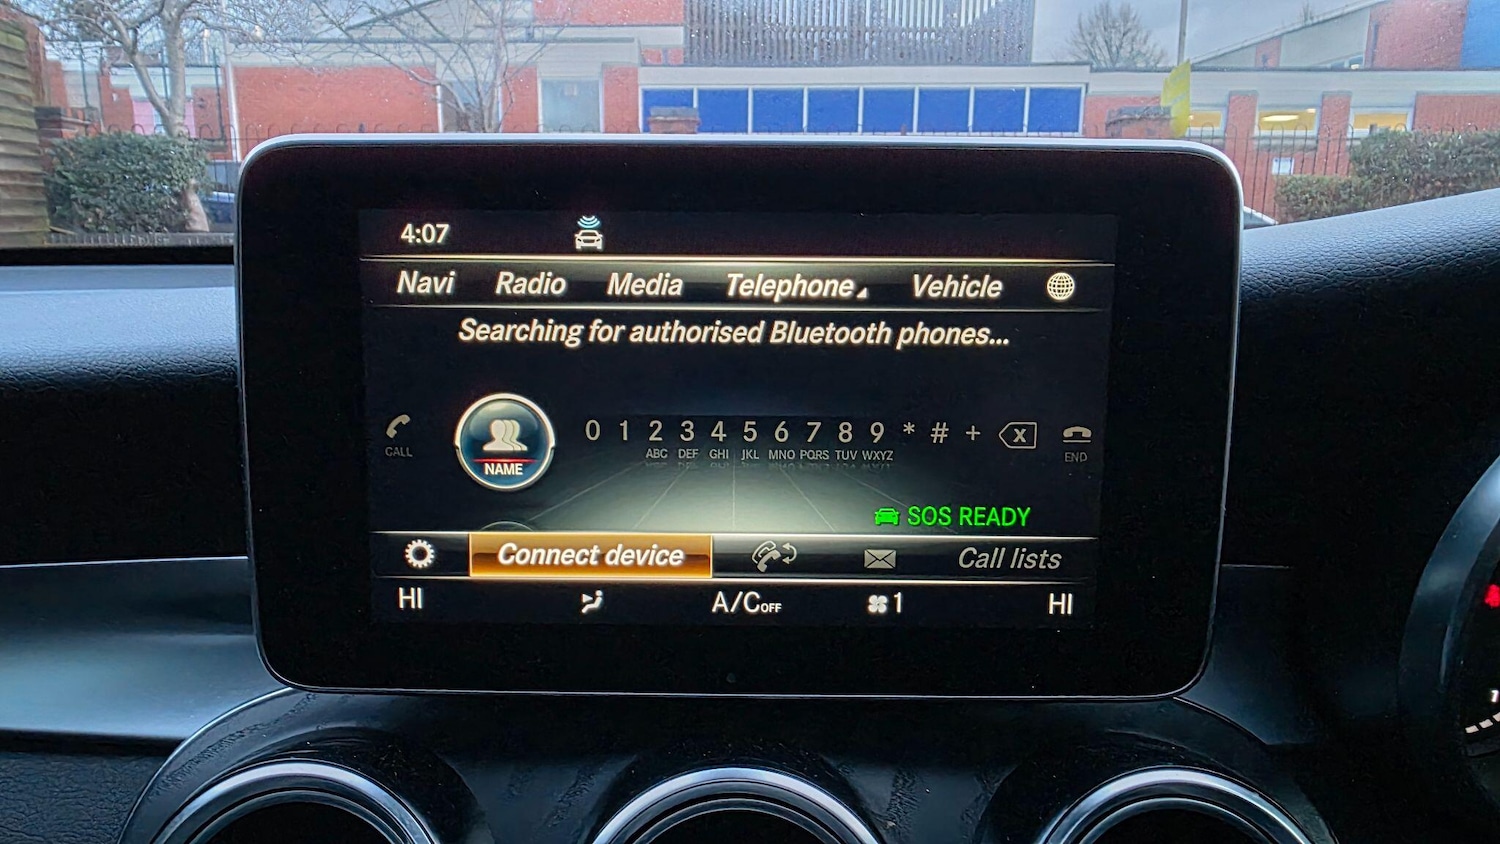 4:07
Navi Radio Media Telephone Vehicle
Searching for authorised Bluetooth phones...
0 1 2 3 4 5 6 7 8 9 * # + X
ABC DEF GHI JKL MNO PQRS TUV WXYZ
CALL
NAME
END
SOS READY
Connect device Call lists
HI A/C OFF 1 HI